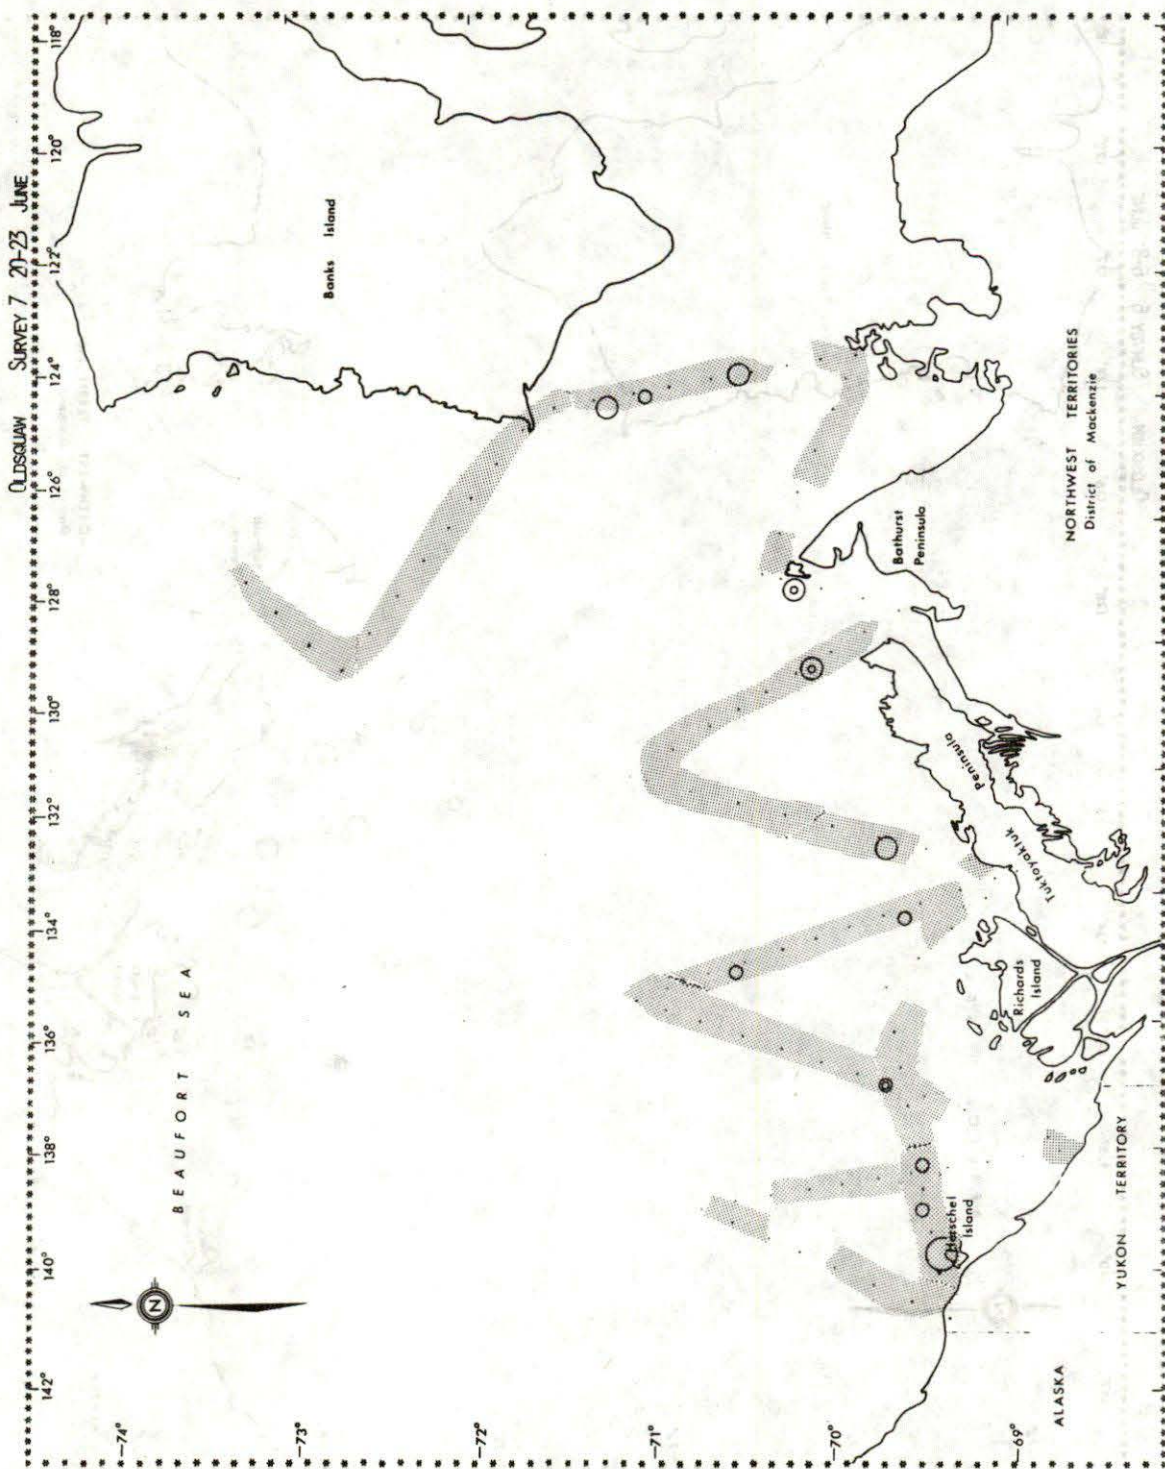 OLDSQUAW SURVEY 7 20-23 JUNE
142° 140° 138° 136° 134° 132° 130° 128° 126° 124° 122° 120° 118°
74°
73°
72°
71°
70°
69°
N
BEAUFORT SEA
Banks Island
Herschel
Island
Richards
Island
Tuktoyaktuk Peninsula
Bathurst
Peninsula
NORTHWEST TERRITORIES
District of Mackenzie
YUKON TERRITORY
ALASKA